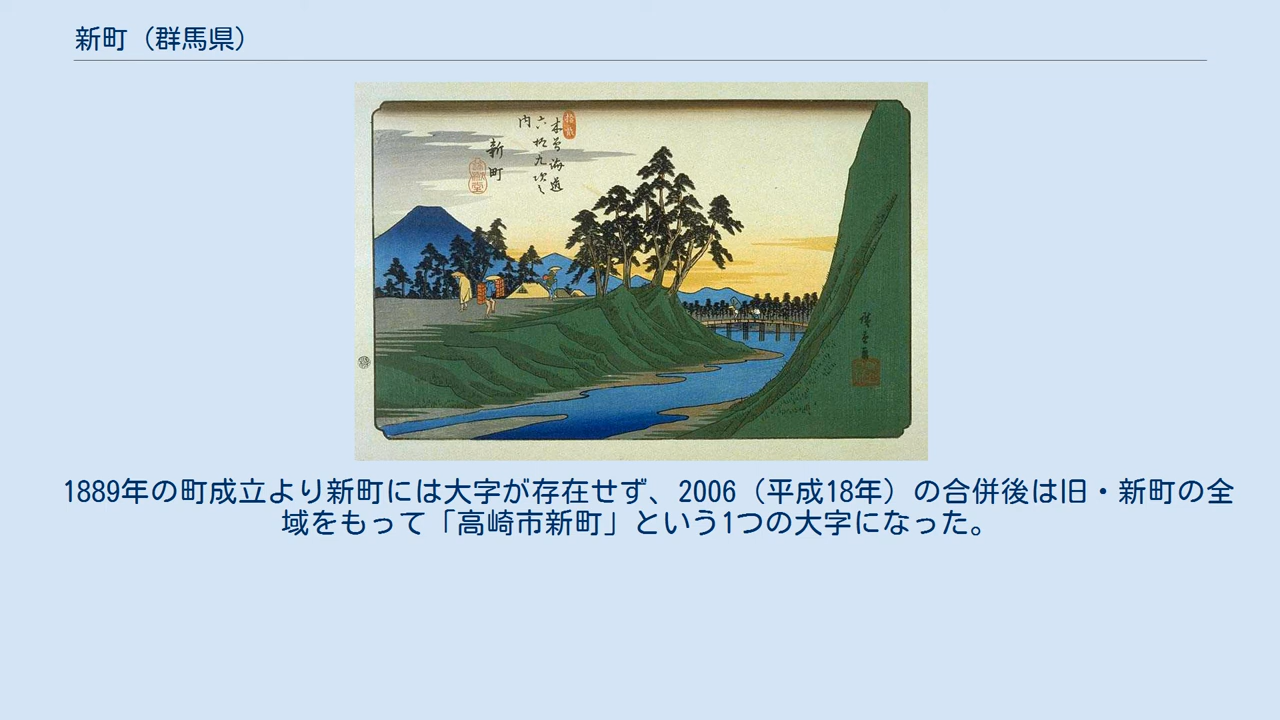 新町（群馬県）
木曽海道
六拾九次之
内
新町
1889年の町成立より新町には大字が存在せず、2006（平成18年）の合併後は旧・新町の全
域をもって「高崎市新町」という1つの大字になった。